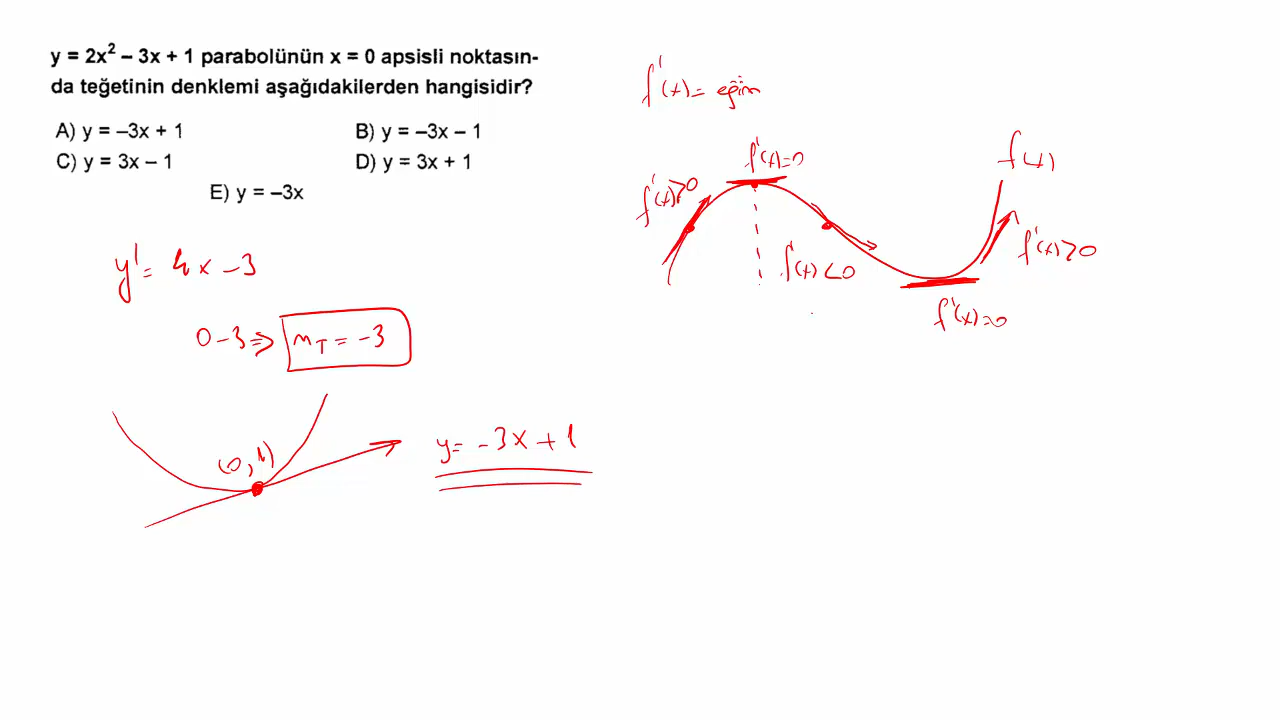 y = 2x² – 3x + 1 parabolünün x = 0 apsisli noktasın-
da teğetinin denklemi aşağıdakilerden hangisidir?
A) y = –3x + 1
B) y = –3x – 1
C) y = 3x – 1
D) y = 3x + 1
E) y = –3x
y' = 4x – 3
0 – 3 ⇒ m_T = –3
(0, 1)
y = –3x + 1
f'(x) = eğim
f'(x)>0
f'(x)=0
f(x)
f'(x)<0
f'(x)>0
f'(x)=0